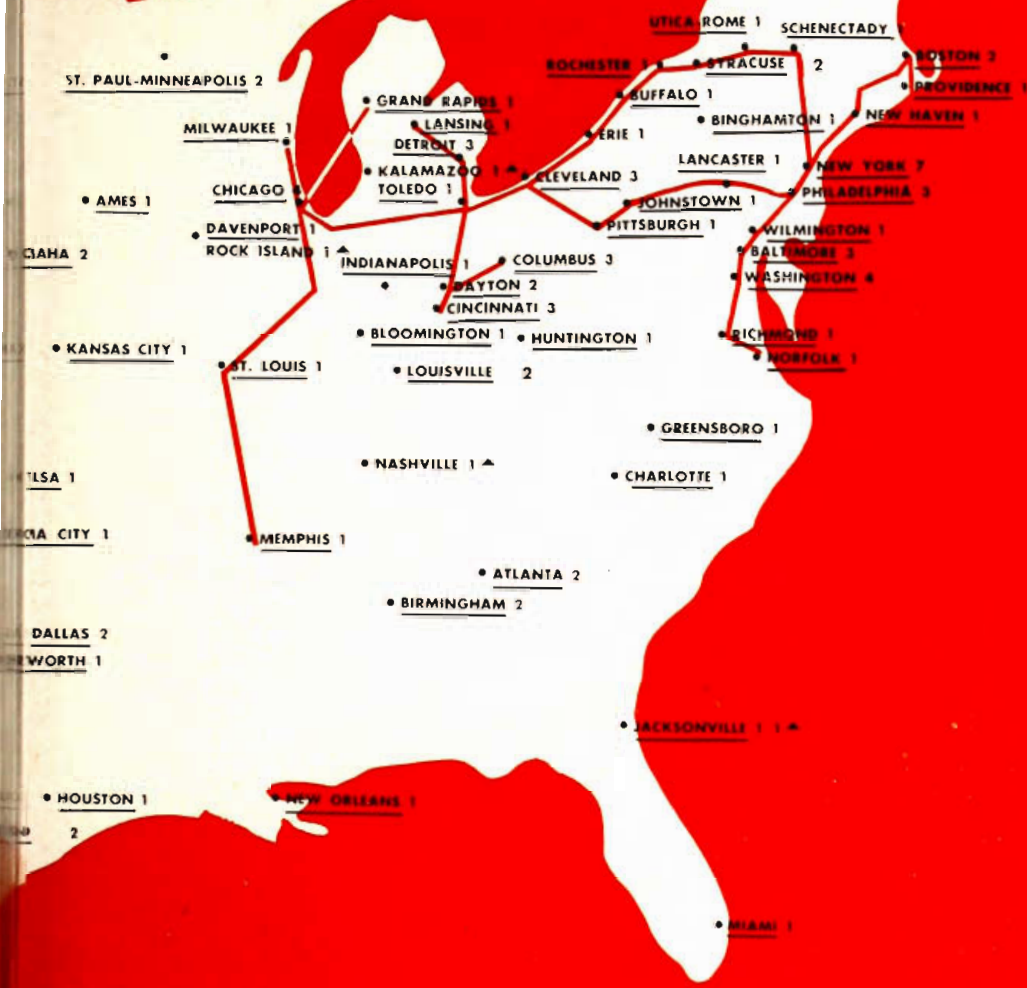 UTICA-ROME 1
SCHENECTADY 1
ST. PAUL-MINNEAPOLIS 2
ROCHESTER 1
SYRACUSE 2
BOSTON 2
PROVIDENCE 1
GRAND RAPIDS 1
BUFFALO 1
BINGHAMTON 1
NEW HAVEN 1
MILWAUKEE 1
LANSING 1
ERIE 1
DETROIT 3
KALAMAZOO 1
CLEVELAND 3
LANCASTER 1
NEW YORK 7
CHICAGO 4
TOLEDO 1
PHILADELPHIA 3
AMES 1
JOHNSTOWN 1
DAVENPORT 1
ROCK ISLAND 1
PITTSBURGH 1
WILMINGTON 1
BALTIMORE 3
INDIANAPOLIS 1
COLUMBUS 3
WASHINGTON 4
DAYTON 2
CINCINNATI 3
BLOOMINGTON 1
HUNTINGTON 1
RICHMOND 1
KANSAS CITY 1
NORFOLK 1
ST. LOUIS 1
LOUISVILLE 2
GREENSBORO 1
NASHVILLE 1
CHARLOTTE 1
CITY 1
MEMPHIS 1
ATLANTA 2
BIRMINGHAM 2
DALLAS 2
WORTH 1
JACKSONVILLE 1 1
HOUSTON 1
NEW ORLEANS 1
2
MIAMI 1